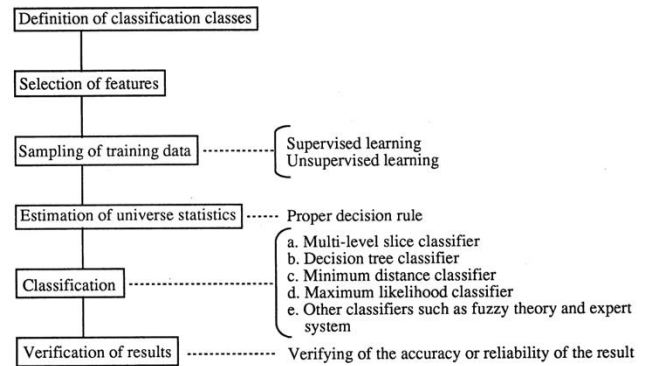 Definition of classification classes
Selection of features
Sampling of training data
Supervised learning
Unsupervised learning
Estimation of universe statistics
Proper decision rule
Classification
a. Multi-level slice classifier
b. Decision tree classifier
c. Minimum distance classifier
d. Maximum likelihood classifier
e. Other classifiers such as fuzzy theory and expert
system
Verification of results
Verifying of the accuracy or reliability of the result